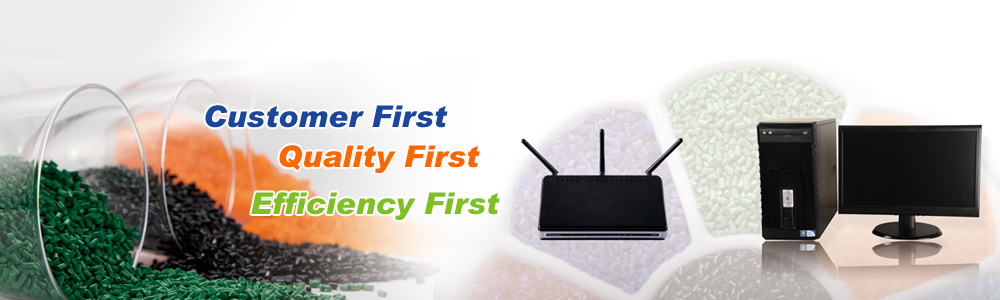 Customer First
Quality First
Efficiency First